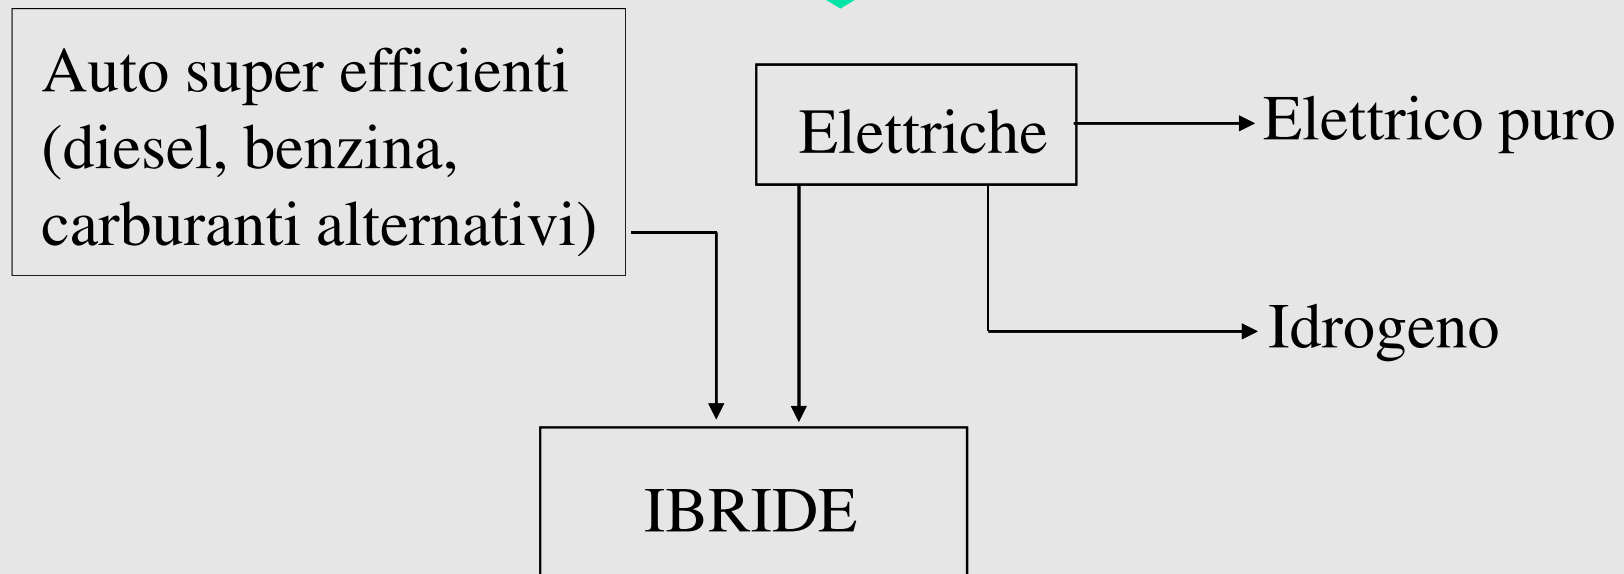 Auto super efficienti
(diesel, benzina,
carburanti alternativi)
Elettriche
Elettrico puro
Idrogeno
IBRIDE